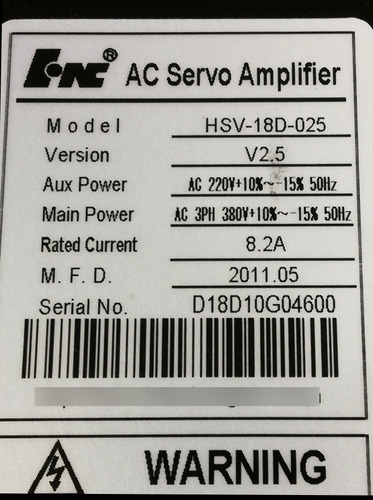 HNC® AC Servo Amplifier
Model HSV-18D-025
Version V2.5
Aux Power AC 220V+10%~-15% 50Hz
Main Power AC 3PH 380V+10%~-15% 50Hz
Rated Current 8.2A
M. F. D. 2011.05
Serial No. D18D10G04600
WARNING